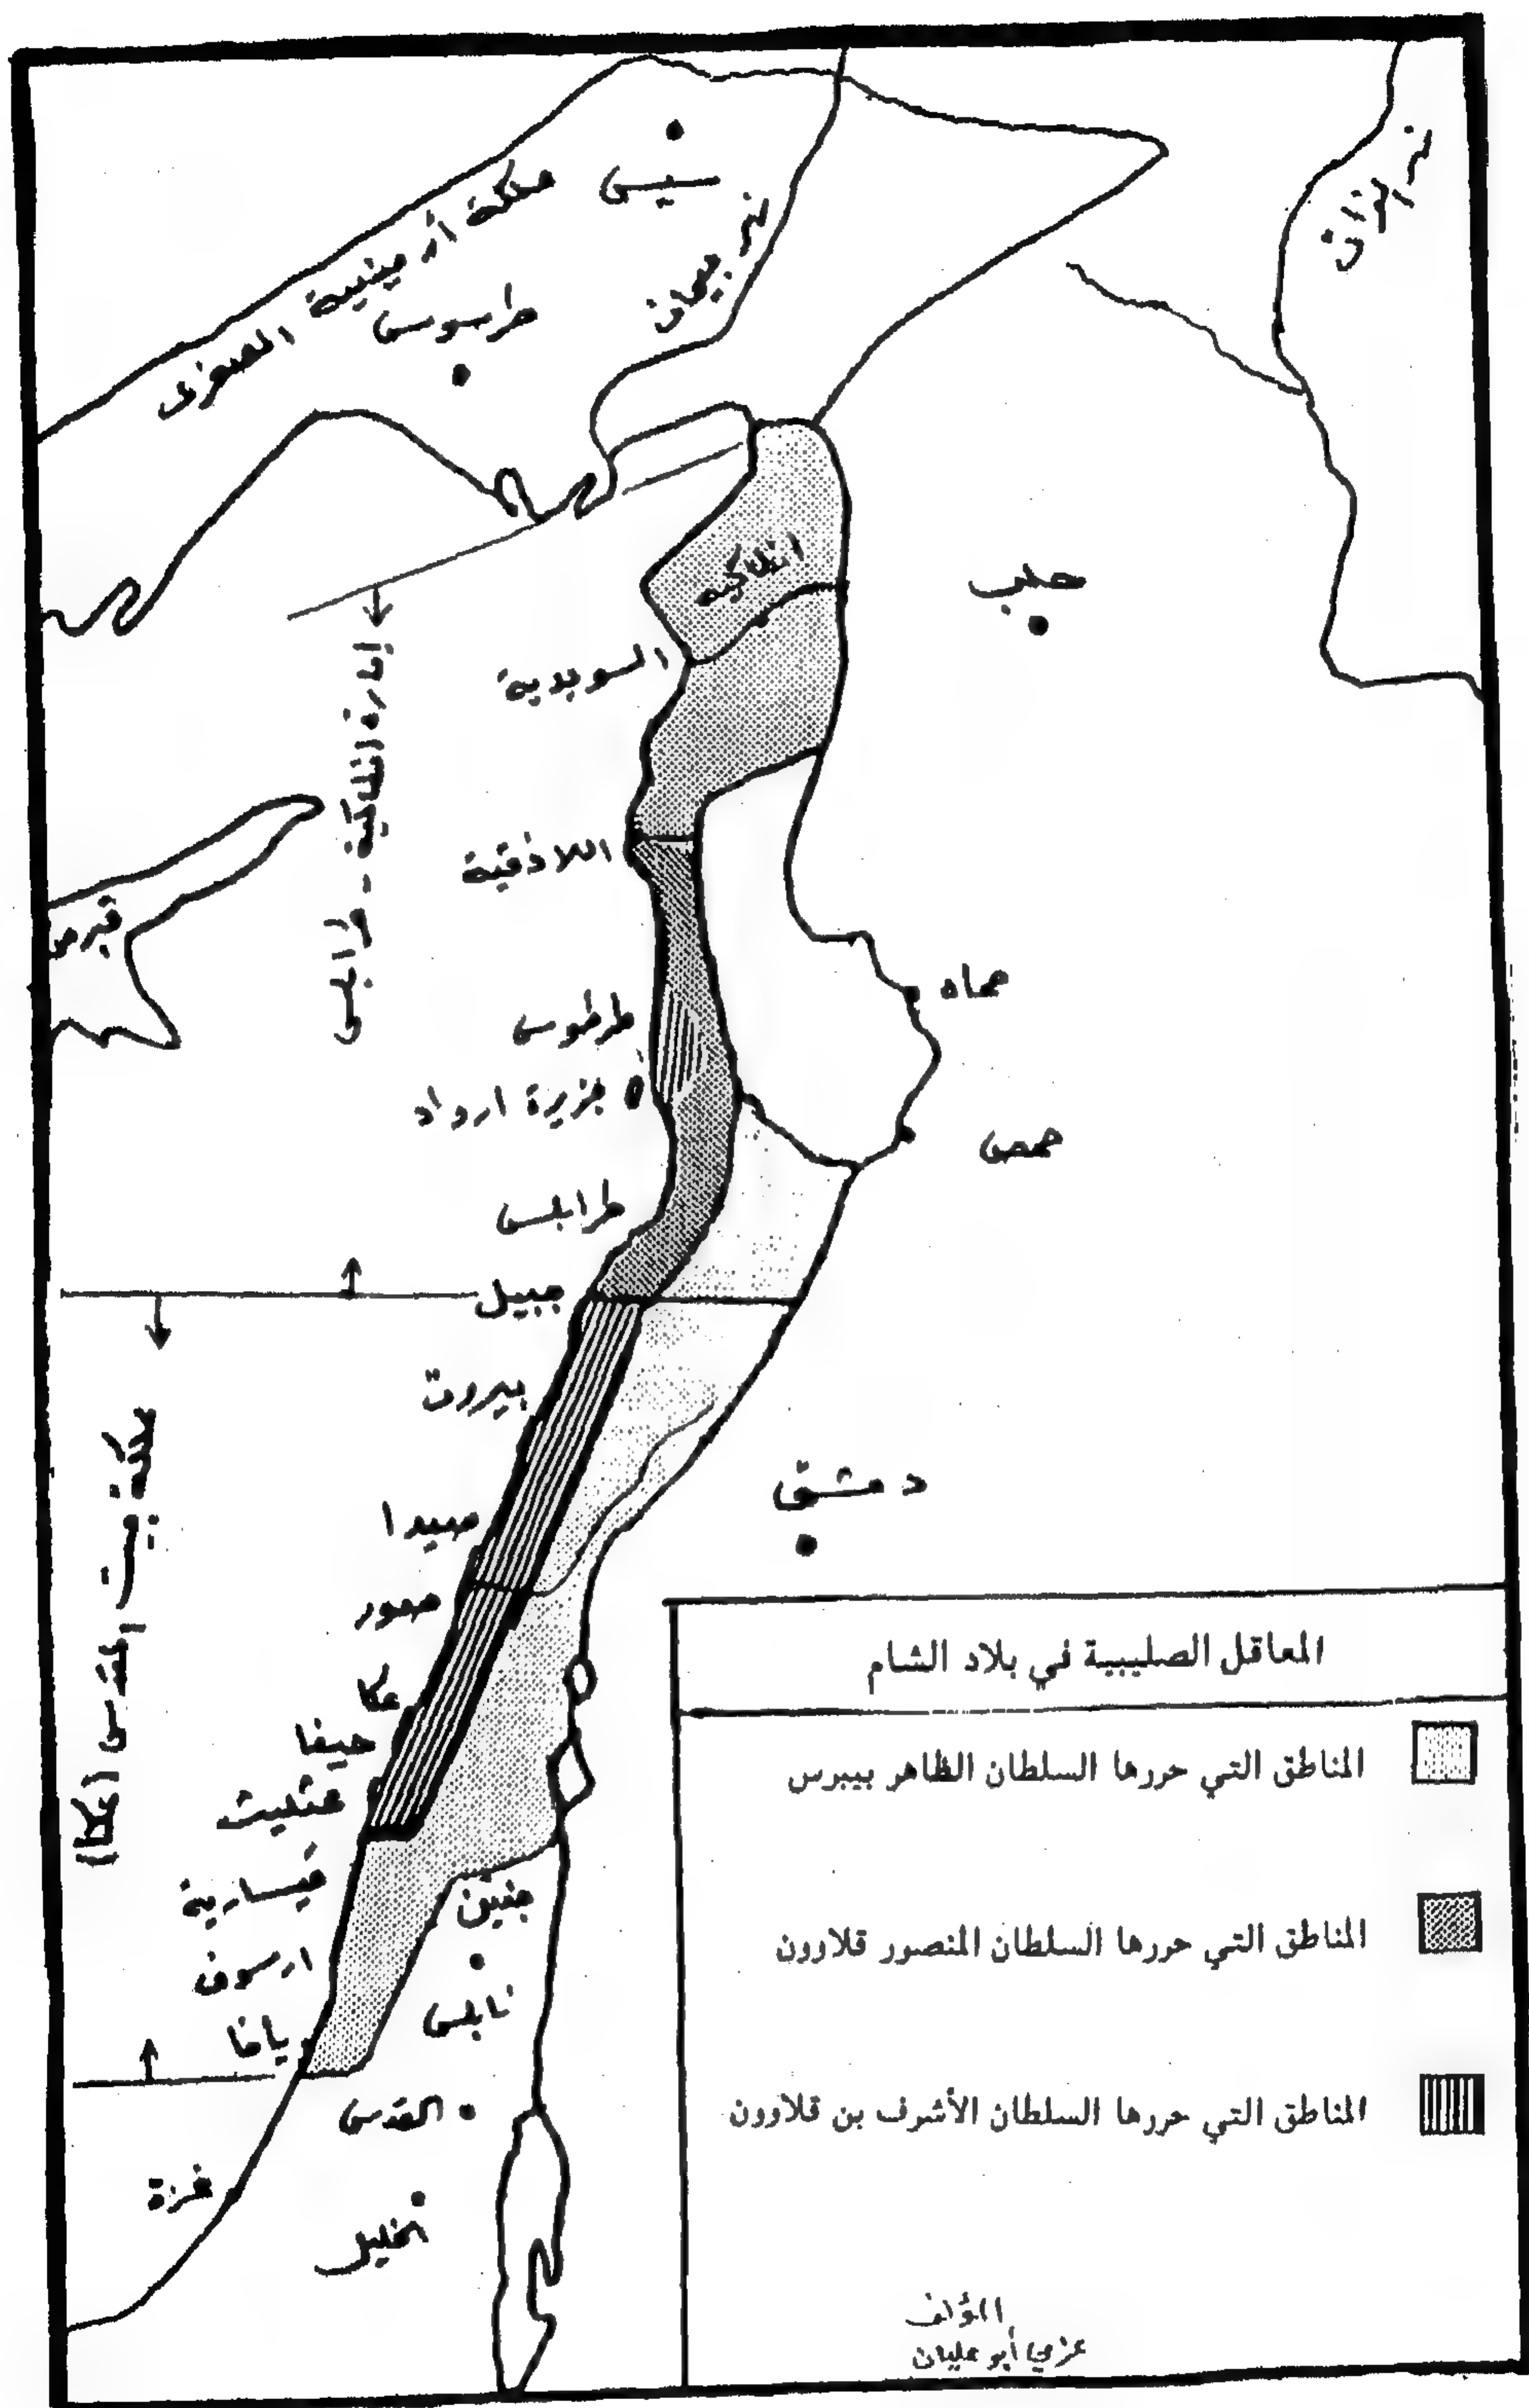 سيس
مملكة أرمينية الصغرى
نهر جيحان
نهر الفرات
طرسوس
انطاكيه
حلب
السويدية
إمارة انطاكية - طرابلس
اللاذقية
قبرص
حماه
طرطوس
جزيرة ارواد
حمص
طرابلس
جبيل
بيروت
مملكة بيت المقدس (عكا)
دمشق
صيدا
صور
عكا
حيفا
عتليت
قيسارية
جنين
ارسوف
نابلس
يافا
القدس
غزة
الخليل
المعاقل الصليبية في بلاد الشام
المناطق التي حررها السلطان الظاهر بيبرس
المناطق التي حررها السلطان المنصور قلاوون
المناطق التي حررها السلطان الأشرف بن قلاوون
المؤلف
عزمي أبو عليان